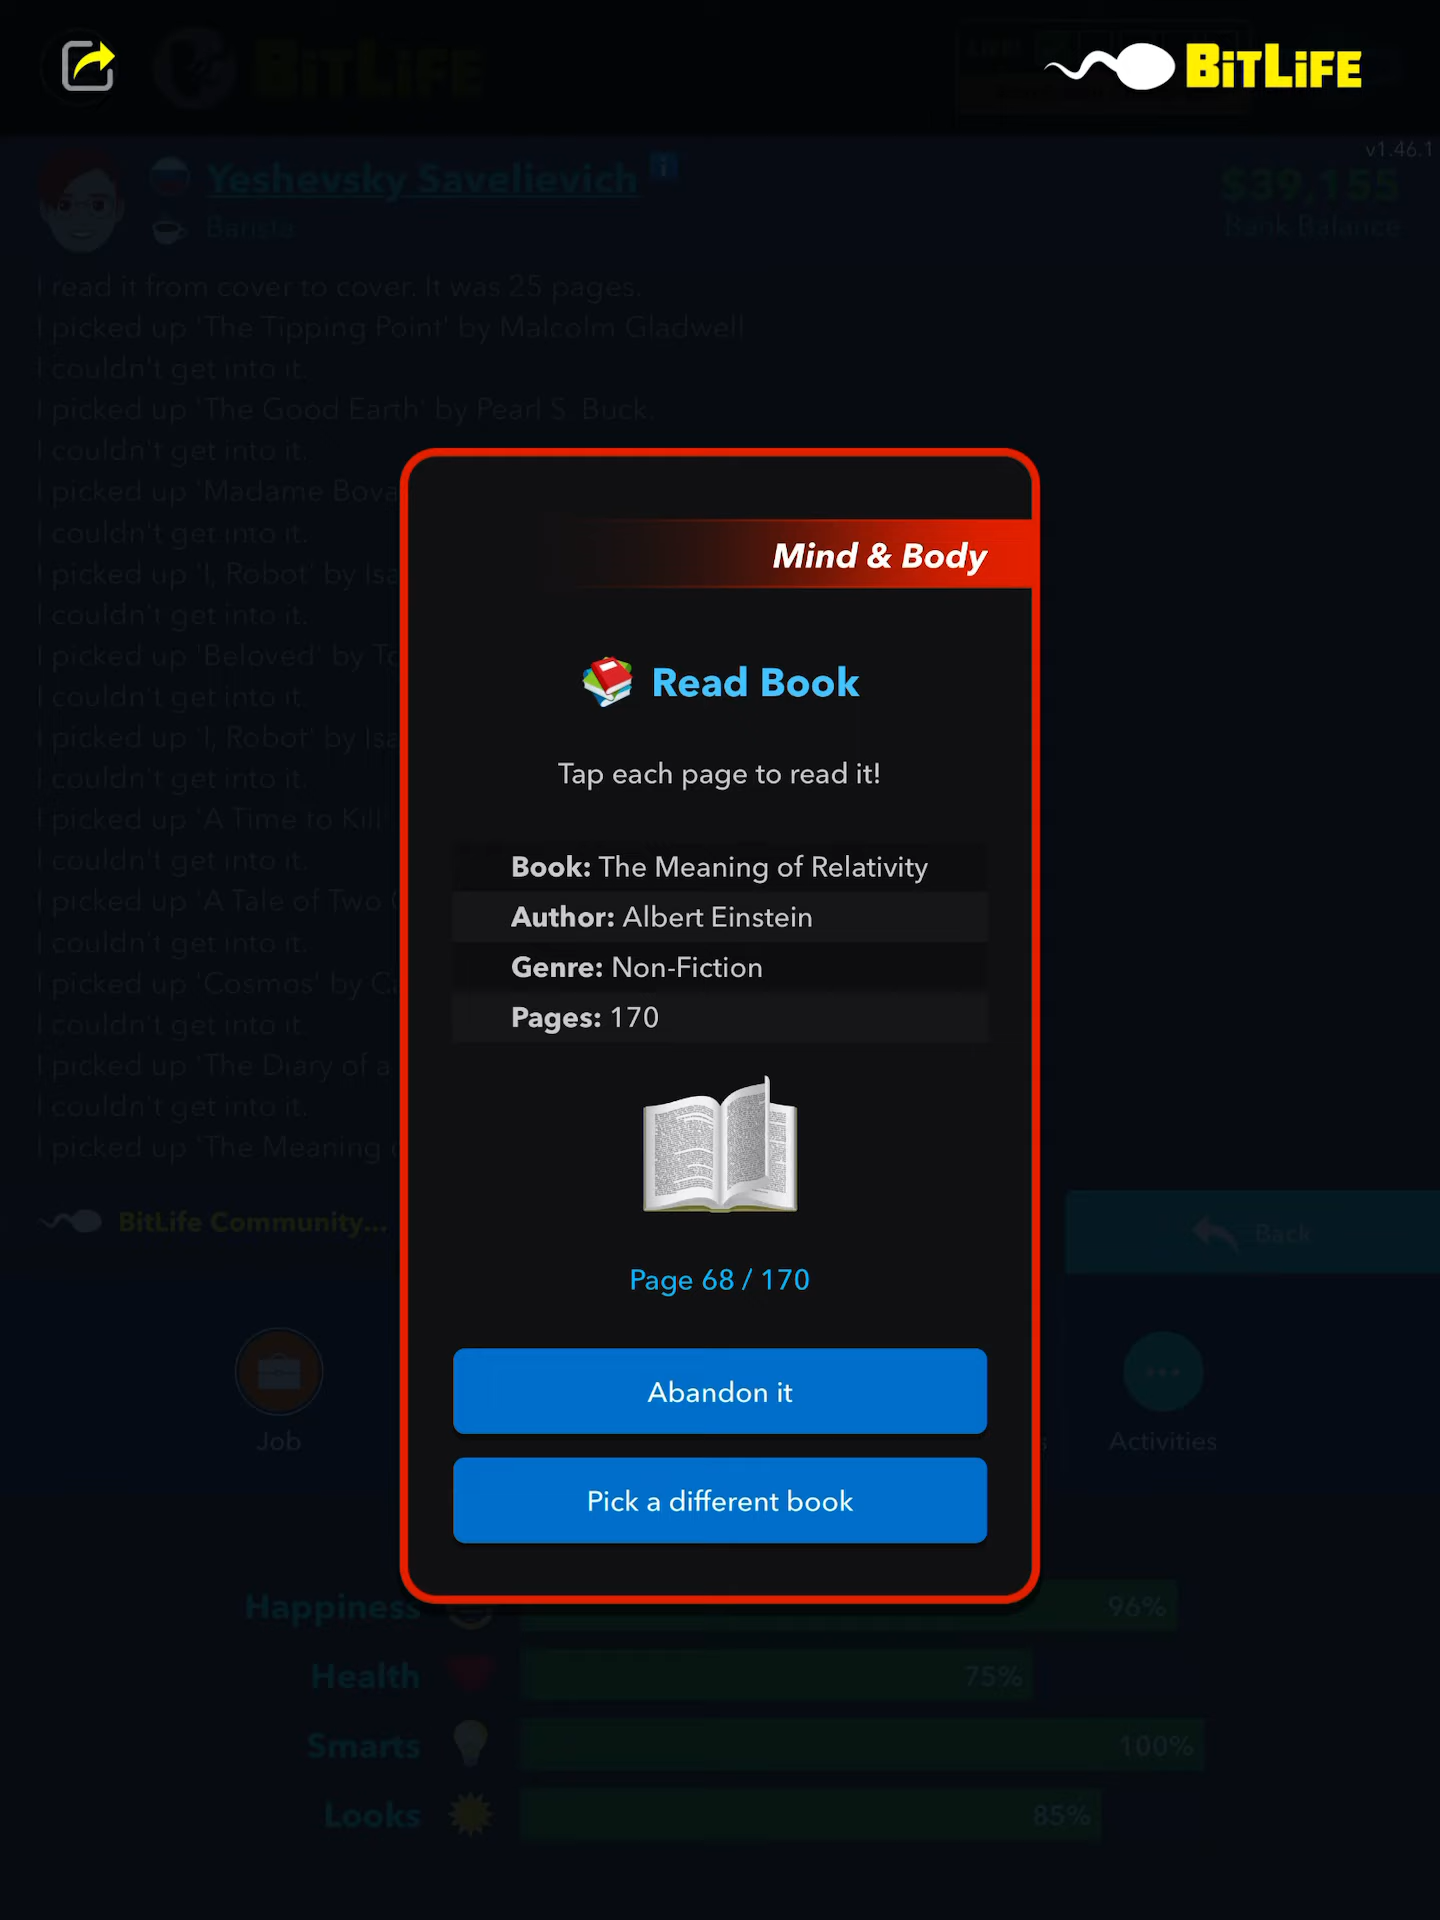 BitLife
BitLife
LIVE!
v1.46.1
Yeshevsky Savelievich
$39,155
Barista
Bank Balance
I read it from cover to cover. It was 25 pages.
I picked up 'The Tipping Point' by Malcolm Gladwell
I couldn't get into it.
I picked up 'The Good Earth' by Pearl S. Buck.
I couldn't get into it.
I picked up 'Madame Bova
I couldn't get into it.
I picked up 'I, Robot' by Isa
I couldn't get into it.
I picked up 'Beloved' by To
I couldn't get into it.
I picked up 'I, Robot' by Isa
I couldn't get into it.
I picked up 'A Time to Kill'
I couldn't get into it.
I picked up 'A Tale of Two
I couldn't get into it.
I picked up 'Cosmos' by C
I couldn't get into it.
I picked up 'The Diary of a
I couldn't get into it.
I picked up 'The Meaning
Mind & Body
Read Book
Tap each page to read it!
Book: The Meaning of Relativity
Author: Albert Einstein
Genre: Non-Fiction
Pages: 170
Page 68 / 170
Abandon it
Pick a different book
BitLife Community...
Back
Job
Activities
Happiness 96%
Health 75%
Smarts 100%
Looks 85%